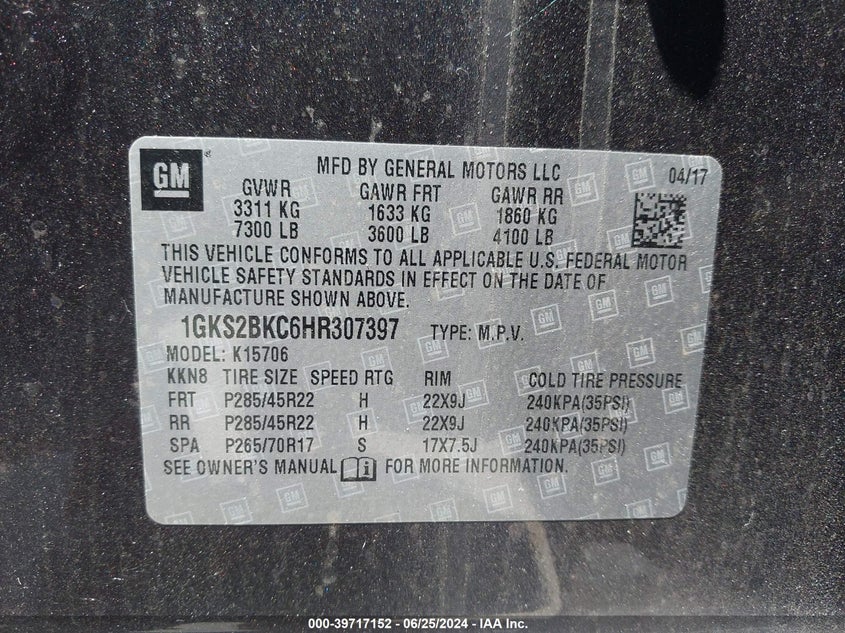 GM
MFD BY GENERAL MOTORS LLC 04/17
GVWR GAWR FRT GAWR RR
3311 KG 1633 KG 1860 KG
7300 LB 3600 LB 4100 LB
THIS VEHICLE CONFORMS TO ALL APPLICABLE U.S. FEDERAL MOTOR
VEHICLE SAFETY STANDARDS IN EFFECT ON THE DATE OF
MANUFACTURE SHOWN ABOVE.
1GKS2BKC6HR307397 TYPE: M.P.V.
MODEL: K15706
KKN8 TIRE SIZE SPEED RTG RIM COLD TIRE PRESSURE
FRT P285/45R22 H 22X9J 240KPA(35PSI)
RR P285/45R22 H 22X9J 240KPA(35PSI)
SPA P265/70R17 S 17X7.5J 240KPA(35PSI)
SEE OWNER'S MANUAL i FOR MORE INFORMATION.
000-39717152 / 06/25/2024 - IAA Inc.